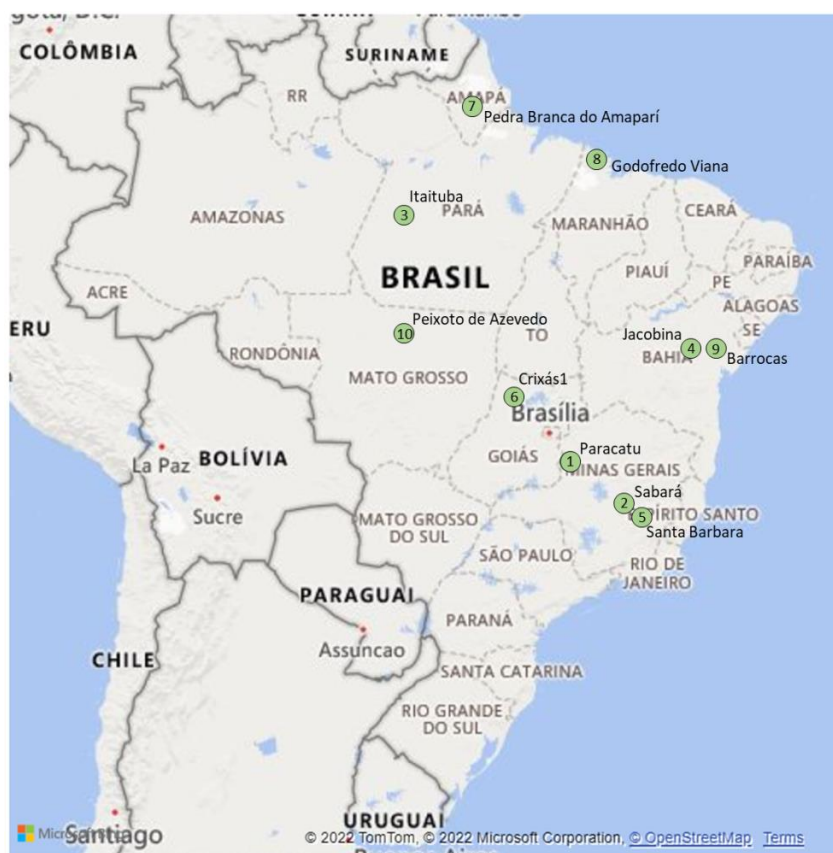 COLÔMBIA
SURINAME
RR
AMAPÁ
7
Pedra Branca do Amaparí
8
Godofredo Viana
Itaituba
3
PARÁ
AMAZONAS
MARANHÃO
CEARÁ
PIAUÍ
PARAÍBA
PE
BRASIL
ACRE
ALAGOAS
SE
ERU
10
Peixoto de Azevedo
TO
RONDÔNIA
Jacobina
4
9
BAHIA
Barrocas
MATO GROSSO
Crixás1
6
Brasília
La Paz
BOLÍVIA
GOIÁS
Paracatu
1
MINAS GERAIS
Sucre
Sabará
2
5
PÍRITO SANTO
Santa Barbara
MATO GROSSO
DO SUL
SÃO PAULO
RIO DE
JANEIRO
PARAGUAI
PARANÁ
Assuncao
CHILE
SANTA CATARINA
RIO GRANDE
DO SUL
URUGUAI
Santiago
© 2022 TomTom, © 2022 Microsoft Corporation, © OpenStreetMap Terms